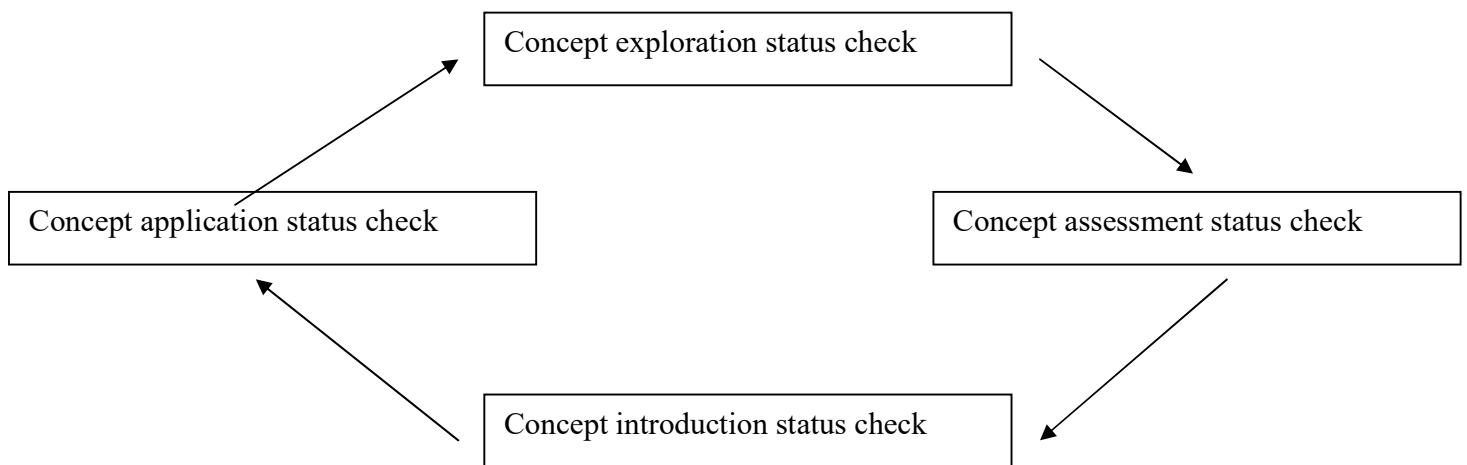 Concept exploration status check
Concept application status check
Concept assessment status check
Concept introduction status check